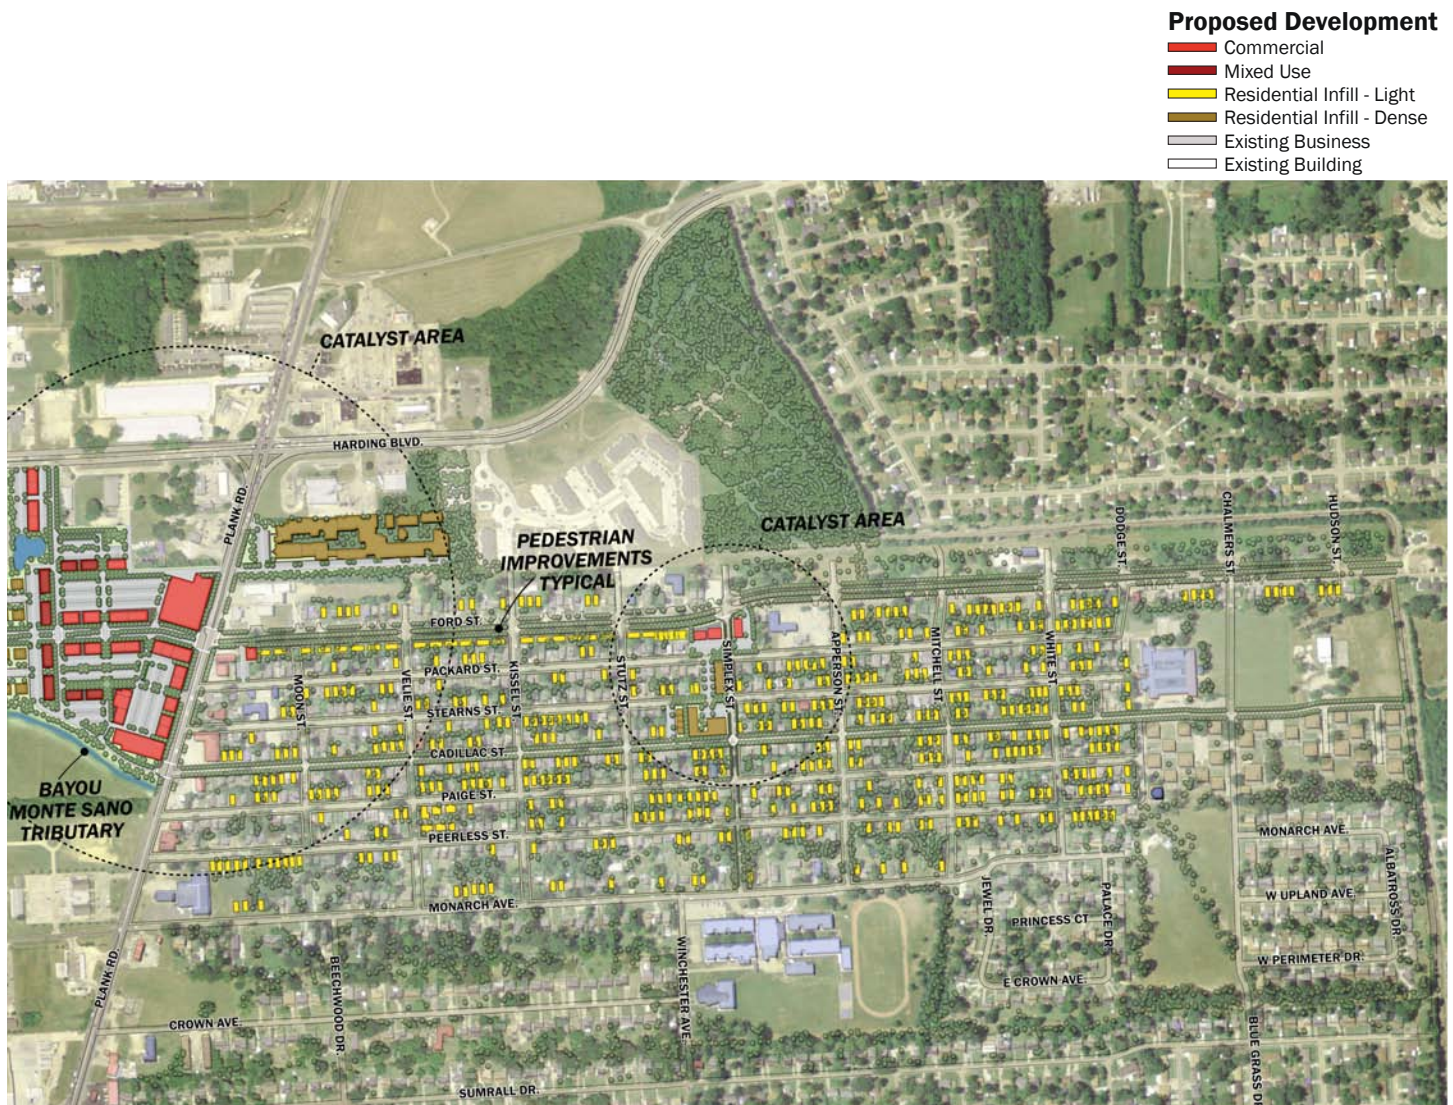 Proposed Development
Commercial
Mixed Use
Residential Infill - Light
Residential Infill - Dense
Existing Business
Existing Building
CATALYST AREA
HARDING BLVD.
PLANK RD.
PEDESTRIAN
IMPROVEMENTS
TYPICAL
CATALYST AREA
DODGE ST.
CHALMERS ST.
HUDSON ST.
FORD ST.
PACKARD ST.
MOON ST.
VELIE ST.
KISSEL ST.
STUTZ ST.
SIMPLEX ST.
APPERSON ST.
MITCHELL ST.
WHITE ST.
STEARNS ST.
CADILLAC ST.
PAIGE ST.
PEERLESS ST.
BAYOU
MONTE SANO
TRIBUTARY
MONARCH AVE.
MONARCH AVE.
ALBATROSS DR.
JEWEL DR.
PALACE DR.
PRINCESS CT
W UPLAND AVE.
W PERIMETER DR.
E CROWN AVE.
PLANK RD.
BEECHWOOD DR.
WINCHESTER AVE.
CROWN AVE.
BLUE GRASS DR
SUMRALL DR.